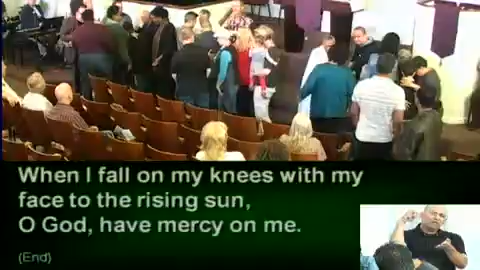 When I fall on my knees with my
face to the rising sun,
O God, have mercy on me.
(End)